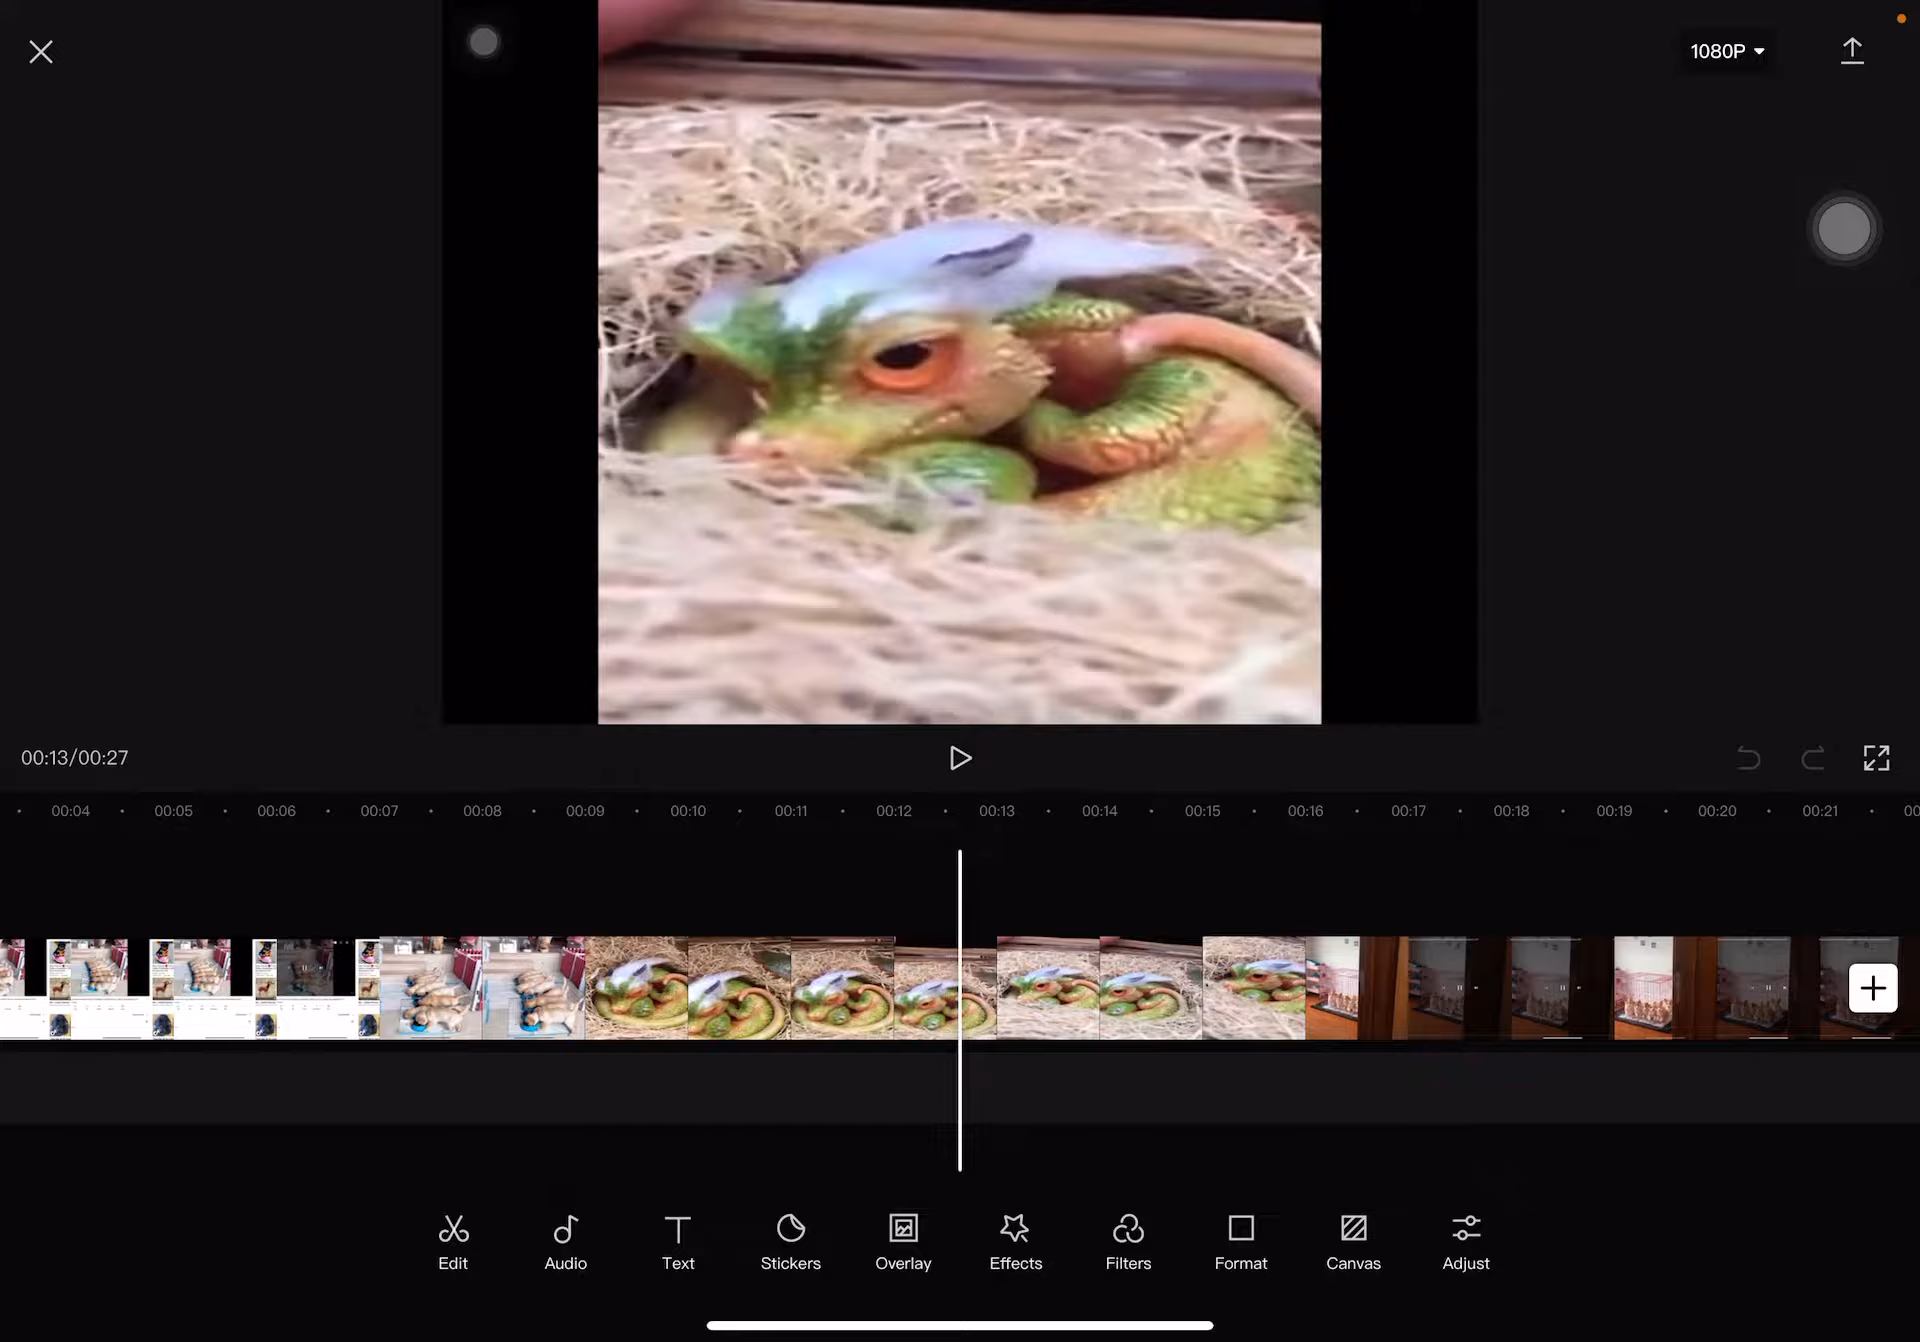 1080P
00:13/00:27
00:04 00:05 00:06 00:07 00:08 00:09 00:10 00:11 00:12 00:13 00:14 00:15 00:16 00:17 00:18 00:19 00:20 00:21 00
Edit Audio Text Stickers Overlay Effects Filters Format Canvas Adjust